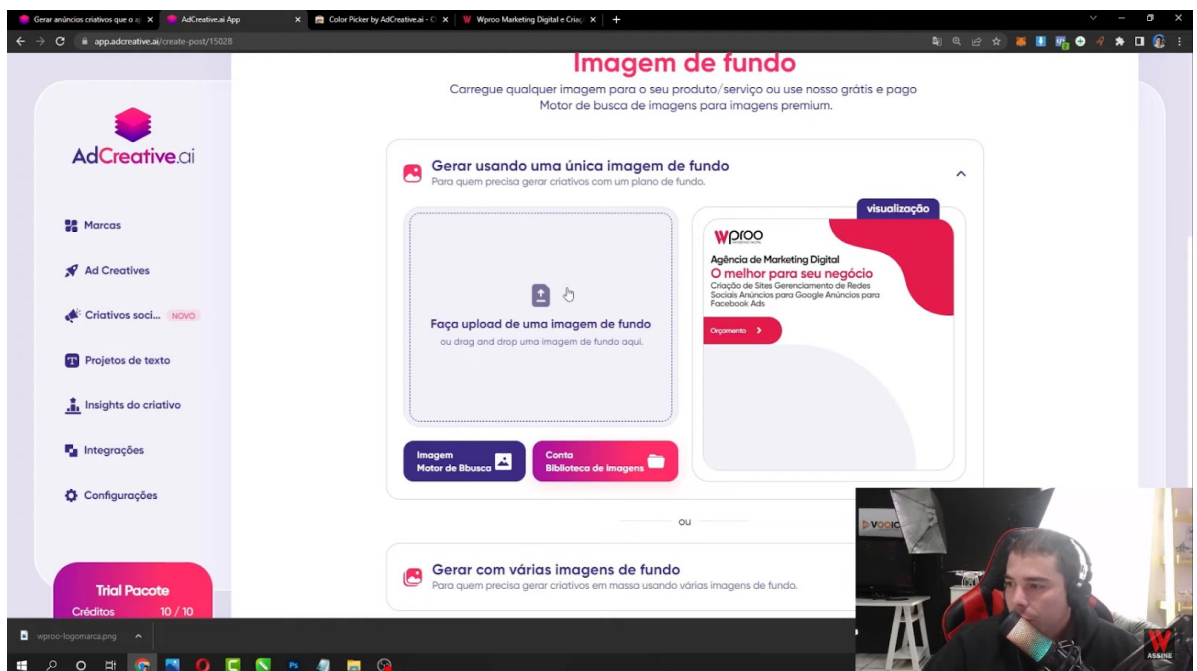 Gerar anúncios criativos que o aj
AdCreative.ai App
Color Picker by AdCreative.ai - C
Wproo Marketing Digital e Criaç
app.adcreative.ai/create-post/15028
AdCreative.ai
Marcas
Ad Creatives
Criativos soci... NOVO
Projetos de texto
Insights do criativo
Integrações
Configurações
Trial Pacote
Créditos 10 / 10
Imagem de fundo
Carregue qualquer imagem para o seu produto/serviço ou use nosso grátis e pago
Motor de busca de imagens para imagens premium.
Gerar usando uma única imagem de fundo
Para quem precisa gerar criativos com um plano de fundo.
Faça upload de uma imagem de fundo
ou drag and drop uma imagem de fundo aqui.
Imagem
Motor de Bbusca
Conta
Biblioteca de Imagens
visualização
Wproo
Agência de Marketing Digital
O melhor para seu negócio
Criação de Sites Gerenciamento de Redes
Sociais Anúncios para Google Anúncios para
Facebook Ads
Orçamento
ou
Gerar com várias imagens de fundo
Para quem precisa gerar criativos em massa usando várias imagens de fundo.
wproo-logomarca.png
VOOIC
W
ASSINE